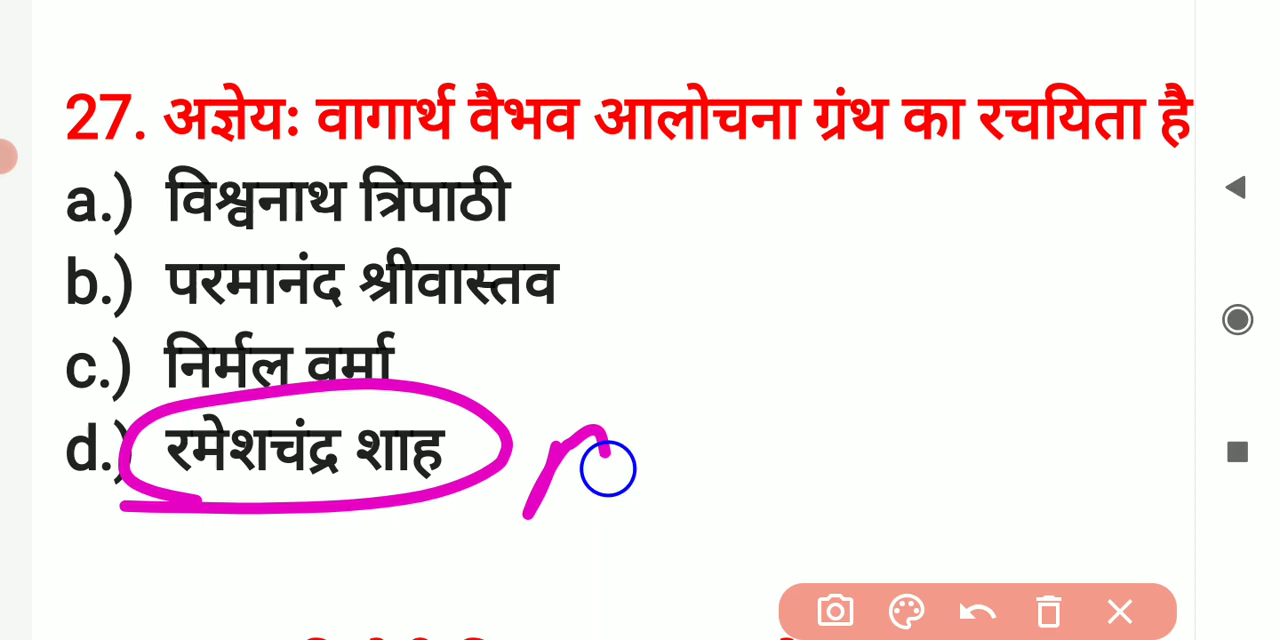 27. अज्ञेयः वागार्थ वैभव आलोचना ग्रंथ का रचयिता है
a.) विश्वनाथ त्रिपाठी
b.) परमानंद श्रीवास्तव
c.) निर्मल वर्मा
d.) रमेशचंद्र शाह